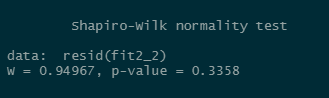 Shapiro-Wilk normality test
data:  resid(fit2_2)
W = 0.94967, p-value = 0.3358